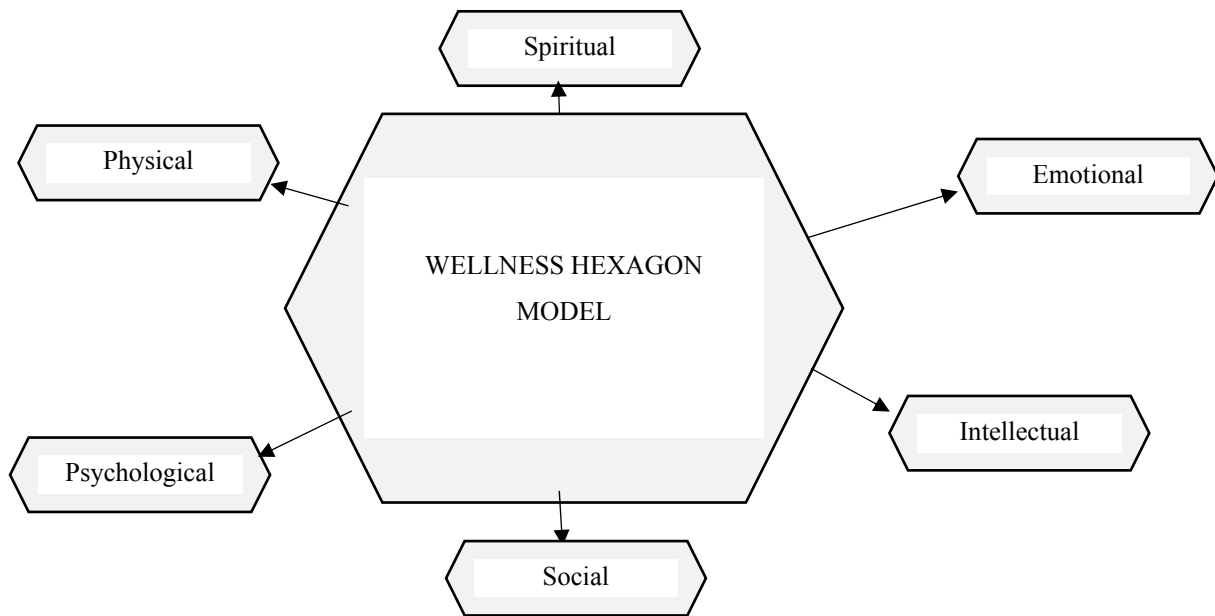 Spiritual
Physical
Emotional
WELLNESS HEXAGON
MODEL
Intellectual
Psychological
Social